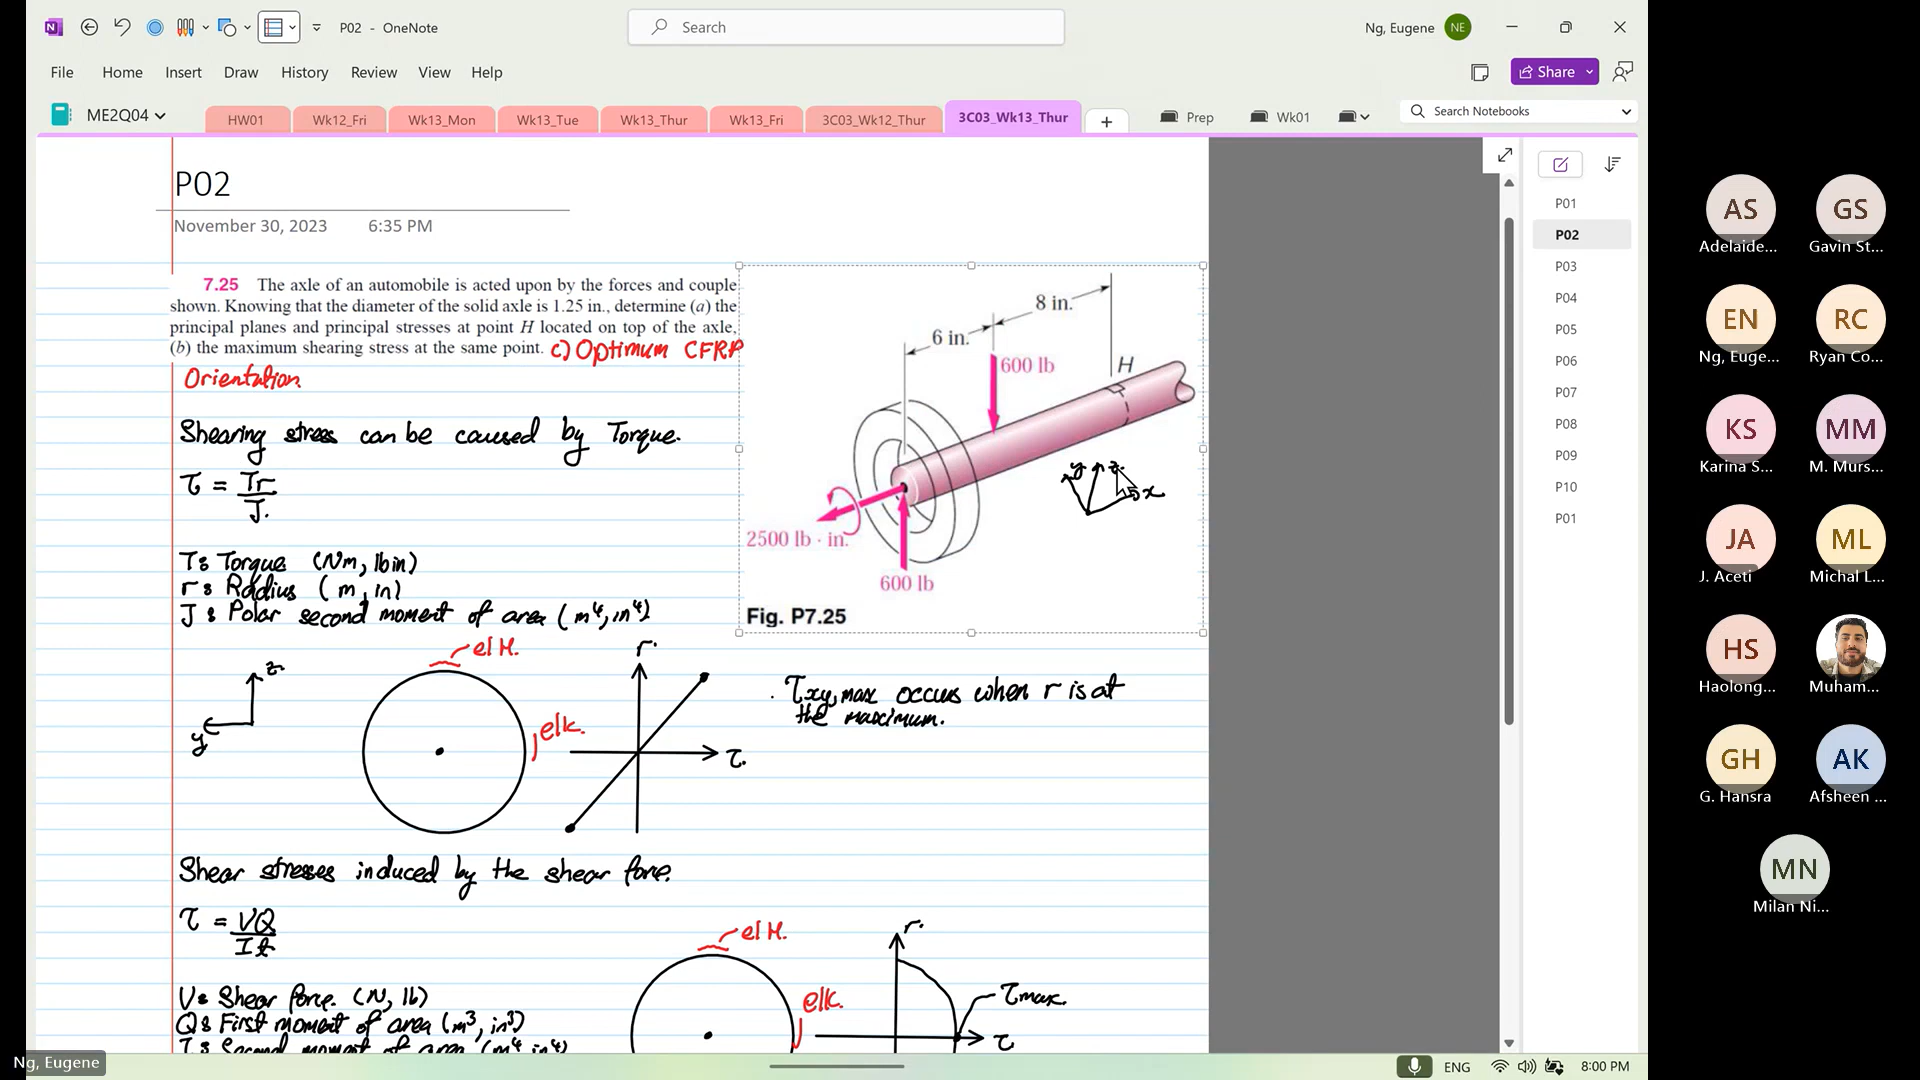 P02 - OneNote
Search
Ng, Eugene
NE
File Home Insert Draw History Review View Help
Share
ME2Q04
HW01
Wk12_Fri
Wk13_Mon
Wk13_Tue
Wk13_Thur
Wk13_Fri
3C03_Wk12_Thur
3C03_Wk13_Thur
+
Prep
Wk01
Search Notebooks
P02
November 30, 2023 6:35 PM
7.25 The axle of an automobile is acted upon by the forces and couple
shown. Knowing that the diameter of the solid axle is 1.25 in., determine (a) the
principal planes and principal stresses at point H located on top of the axle,
(b) the maximum shearing stress at the same point. c) Optimum CFRP
Orientation.
8 in.
6 in.
600 lb
H
y z x
2500 lb · in.
600 lb
Fig. P7.25
Shearing stress can be caused by Torque.
τ = Tr
J
T: Torque (Nm, lbin)
r: Radius (m, in)
J: Polar second moment of area (m⁴, in⁴)
z
y
el H.
elk.
r
τ
τxy,max occurs when r is at
the maximum.
Shear stresses induced by the shear force.
τ = VQ
It
V: Shear force. (N, lb)
Q: First moment of area (m³, in³)
I: Second moment of area (m⁴, in⁴)
el H.
elk.
r
τmax.
τ
P01
P02
P03
P04
P05
P06
P07
P08
P09
P10
P01
AS
Adelaide...
GS
Gavin St...
EN
Ng, Euge...
RC
Ryan Co...
KS
Karina S...
MM
M. Murs...
JA
J. Aceti
ML
Michal L...
HS
Haolong...
Muham...
GH
G. Hansra
AK
Afsheen ...
MN
Milan Ni...
Ng, Eugene
ENG
8:00 PM